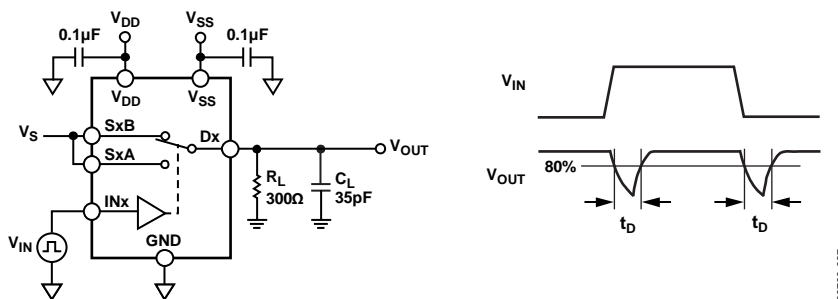 VDD VSS
0.1µF 0.1µF
VDD VSS
VS SxB Dx VOUT
SxA
RL
300Ω
CL
35pF
INx
VIN
GND
VIN
VOUT
80%
tD tD